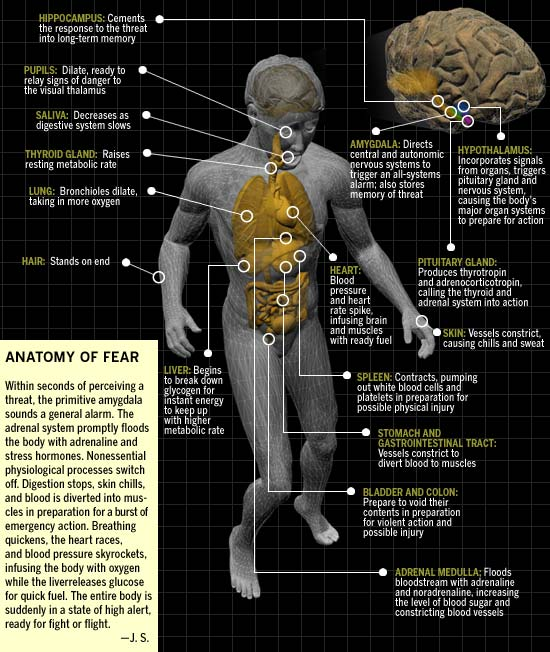 HIPPOCAMPUS: Cements
the response to the threat
into long-term memory
PUPILS: Dilate, ready to
relay signs of danger to
the visual thalamus
SALIVA: Decreases as
digestive system slows
THYROID GLAND: Raises
resting metabolic rate
LUNG: Bronchioles dilate,
taking in more oxygen
HAIR: Stands on end
AMYGDALA: Directs
central and autonomic
nervous systems to
trigger an all-systems
alarm; also stores
memory of threat
HYPOTHALAMUS:
Incorporates signals
from organs, triggers
pituitary gland and
nervous system,
causing the body's
major organ systems
to prepare for action
PITUITARY GLAND:
Produces thyrotropin
and adrenocorticotropin,
calling the thyroid and
adrenal system into action
HEART:
Blood
pressure
and heart
rate spike,
infusing brain
and muscles
with ready fuel
SKIN: Vessels constrict,
causing chills and sweat
LIVER: Begins
to break down
glycogen for
instant energy
to keep up
with higher
metabolic rate
SPLEEN: Contracts, pumping
out white blood cells and
platelets in preparation for
possible physical injury
STOMACH AND
GASTROINTESTINAL TRACT:
Vessels constrict to
divert blood to muscles
BLADDER AND COLON:
Prepare to void their
contents in preparation
for violent action and
possible injury
ADRENAL MEDULLA: Floods
bloodstream with adrenaline
and noradrenaline, increasing
the level of blood sugar and
constricting blood vessels
ANATOMY OF FEAR
Within seconds of perceiving a
threat, the primitive amygdala
sounds a general alarm. The
adrenal system promptly floods
the body with adrenaline and
stress hormones. Nonessential
physiological processes switch
off. Digestion stops, skin chills,
and blood is diverted into mus-
cles in preparation for a burst of
emergency action. Breathing
quickens, the heart races,
and blood pressure skyrockets,
infusing the body with oxygen
while the liverreleases glucose
for quick fuel. The entire body is
suddenly in a state of high alert,
ready for fight or flight.
—J. S.